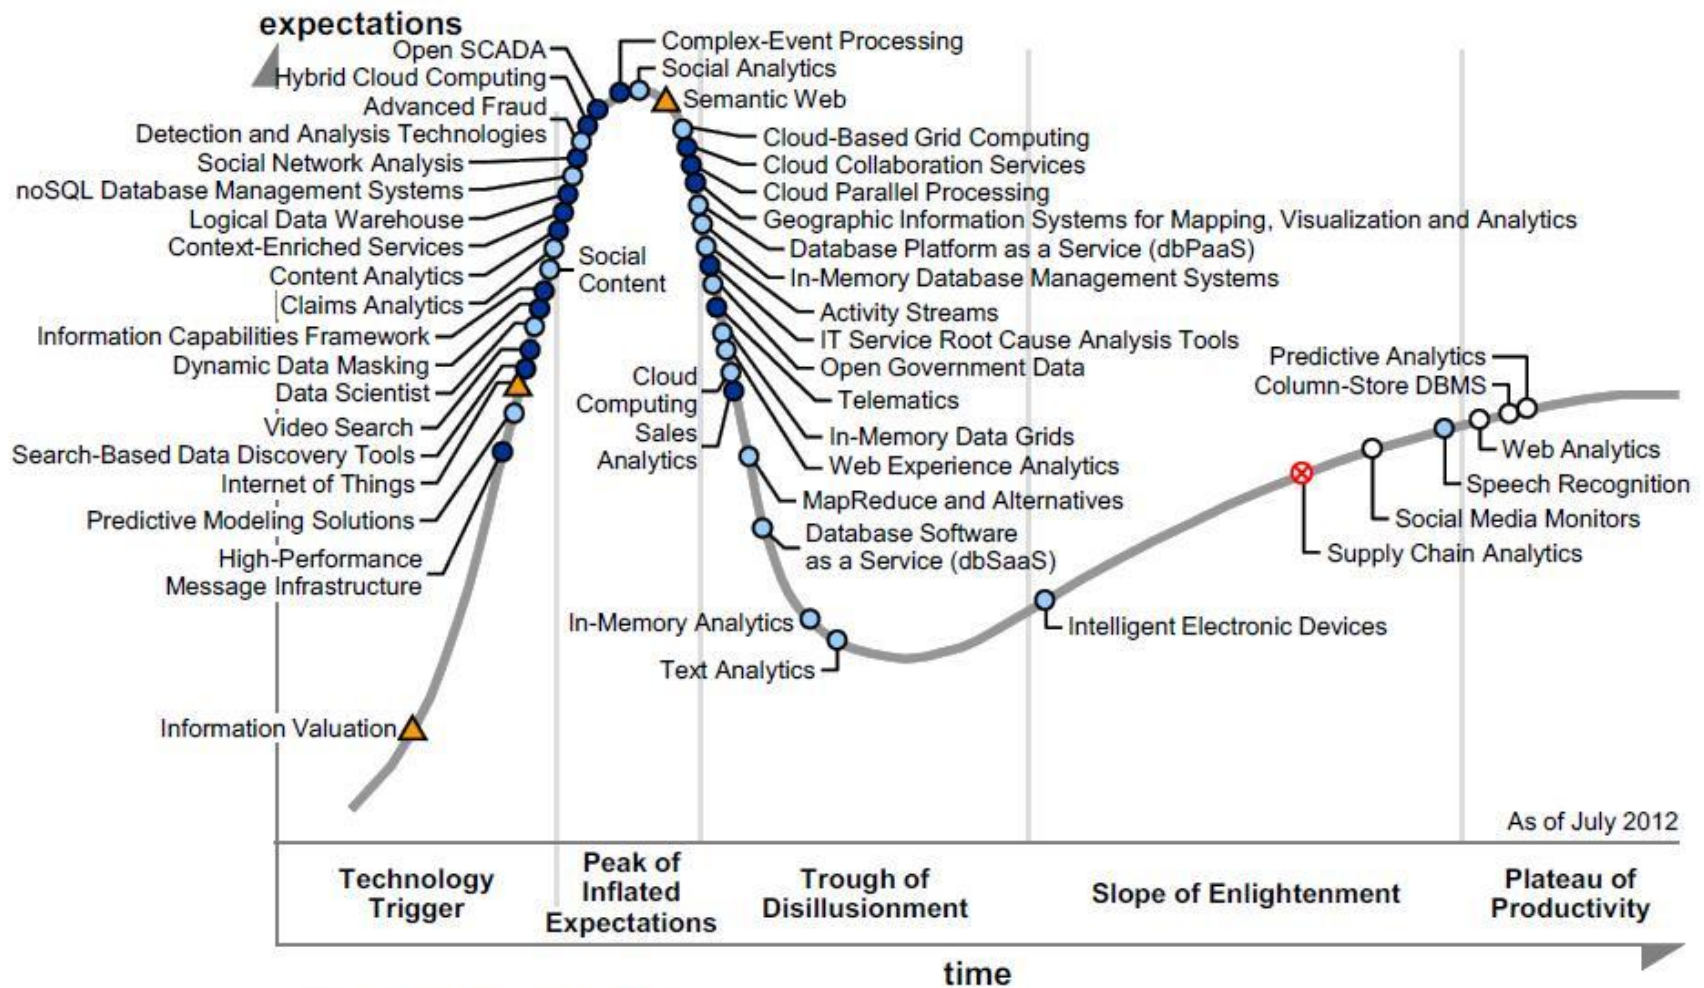 expectations
Open SCADA
Hybrid Cloud Computing
Advanced Fraud
Detection and Analysis Technologies
Social Network Analysis
noSQL Database Management Systems
Logical Data Warehouse
Context-Enriched Services
Content Analytics
Claims Analytics
Information Capabilities Framework
Dynamic Data Masking
Data Scientist
Video Search
Search-Based Data Discovery Tools
Internet of Things
Predictive Modeling Solutions
High-Performance
Message Infrastructure
Information Valuation
Social
Content
Complex-Event Processing
Social Analytics
Semantic Web
Cloud-Based Grid Computing
Cloud Collaboration Services
Cloud Parallel Processing
Geographic Information Systems for Mapping, Visualization and Analytics
Database Platform as a Service (dbPaaS)
In-Memory Database Management Systems
Activity Streams
IT Service Root Cause Analysis Tools
Open Government Data
Telematics
In-Memory Data Grids
Web Experience Analytics
Cloud
Computing
Sales
Analytics
MapReduce and Alternatives
Database Software
as a Service (dbSaaS)
In-Memory Analytics
Text Analytics
Intelligent Electronic Devices
Predictive Analytics
Column-Store DBMS
Web Analytics
Speech Recognition
Social Media Monitors
Supply Chain Analytics
As of July 2012
Technology
Trigger
Peak of
Inflated
Expectations
Trough of
Disillusionment
Slope of Enlightenment
Plateau of
Productivity
time